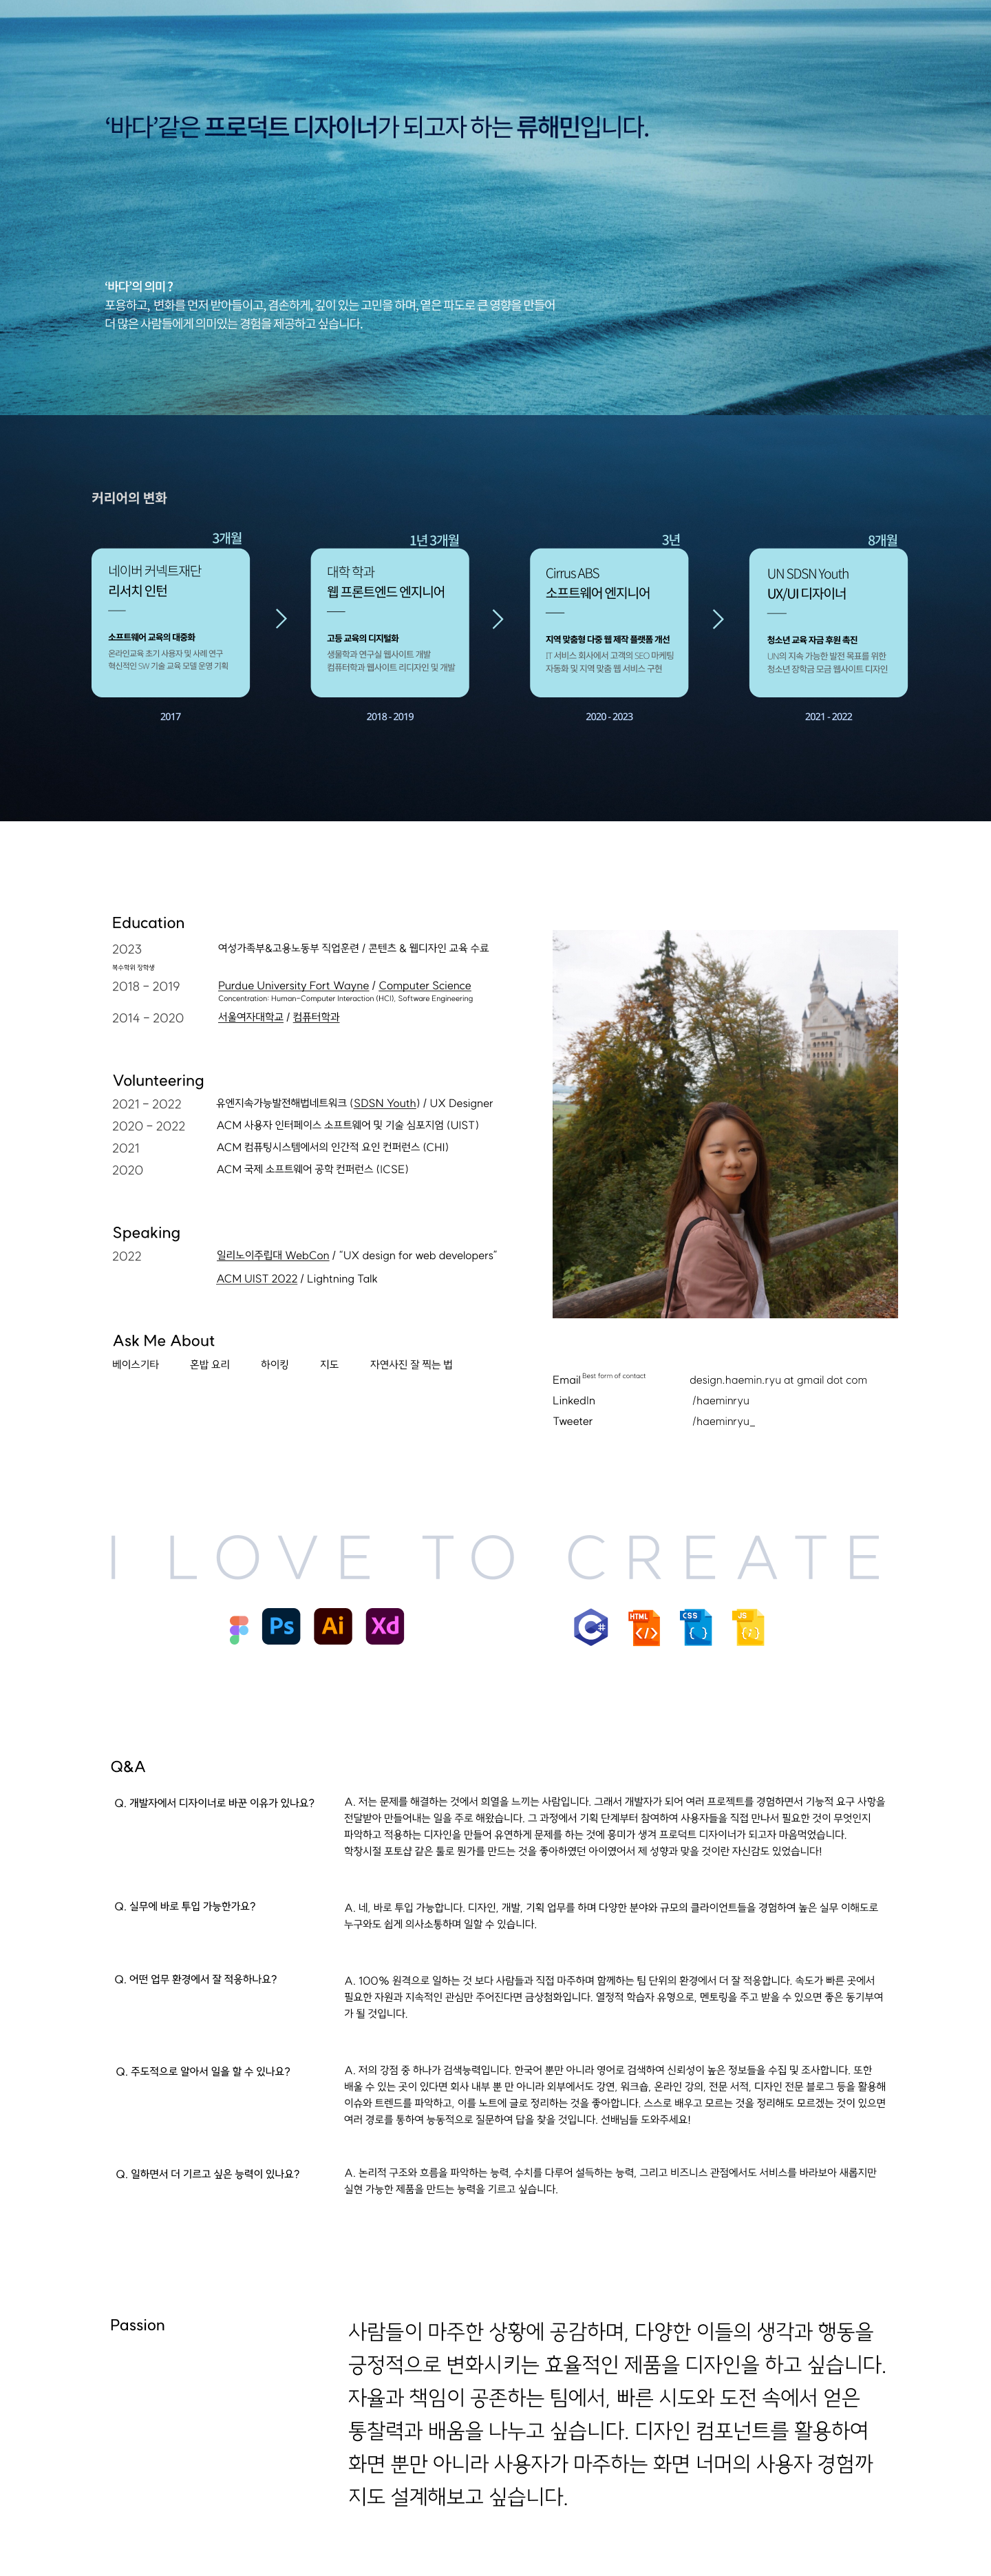 ‘바다’같은 프로덕트 디자이너가 되고자 하는 류해민입니다.
‘바다’의 의미 ?
포용하고, 변화를 먼저 받아들이고, 겸손하게, 깊이 있는 고민을 하며, 옅은 파도로 큰 영향을 만들어
더 많은 사람들에게 의미있는 경험을 제공하고 싶습니다.
커리어의 변화
3개월
네이버 커넥트재단
리서치 인턴
소프트웨어 교육의 대중화
온라인교육 초기 사용자 및 사례 연구
혁신적인 SW 기술 교육 모델 운영 기획
2017
1년 3개월
대학 학과
웹 프론트엔드 엔지니어
고등 교육의 디지털화
생물학과 연구실 웹사이트 개발
컴퓨터학과 웹사이트 리디자인 및 개발
2018 - 2019
3년
Cirrus ABS
소프트웨어 엔지니어
지역 맞춤형 다중 웹 제작 플랫폼 개선
IT 서비스 회사에서 고객의 SEO 마케팅
자동화 및 지역 맞춤 웹 서비스 구현
2020 - 2023
8개월
UN SDSN Youth
UX/UI 디자이너
청소년 교육 자금 후원 촉진
UN의 지속 가능한 발전 목표를 위한
청소년 장학금 모금 웹사이트 디자인
2021 - 2022
Education
2023 여성가족부&고용노동부 직업훈련 / 콘텐츠 & 웹디자인 교육 수료
복수학위 장학생
2018 - 2019 Purdue University Fort Wayne / Computer Science
Concentration: Human-Computer Interaction (HCI), Software Engineering
2014 - 2020 서울여자대학교 / 컴퓨터학과
Volunteering
2021 - 2022 유엔지속가능발전해법네트워크 (SDSN Youth) / UX Designer
2020 - 2022 ACM 사용자 인터페이스 소프트웨어 및 기술 심포지엄 (UIST)
2021 ACM 컴퓨팅시스템에서의 인간적 요인 컨퍼런스 (CHI)
2020 ACM 국제 소프트웨어 공학 컨퍼런스 (ICSE)
Speaking
2022 일리노이주립대 WebCon / “UX design for web developers”
ACM UIST 2022 / Lightning Talk
Ask Me About
베이스기타 혼밥 요리 하이킹 지도 자연사진 잘 찍는 법
Email Best form of contact design.haemin.ryu at gmail dot com
LinkedIn /haeminryu
Tweeter /haeminryu_
I LOVE TO CREATE
Ps Ai Xd C# HTML CSS JS
Q&A
Q. 개발자에서 디자이너로 바꾼 이유가 있나요?
A. 저는 문제를 해결하는 것에서 희열을 느끼는 사람입니다. 그래서 개발자가 되어 여러 프로젝트를 경험하면서 기능적 요구 사항을
전달받아 만들어내는 일을 주로 해왔습니다. 그 과정에서 기획 단계부터 참여하여 사용자들을 직접 만나서 필요한 것이 무엇인지
파악하고 적용하는 디자인을 만들어 유연하게 문제를 하는 것에 흥미가 생겨 프로덕트 디자이너가 되고자 마음먹었습니다.
학창시절 포토샵 같은 툴로 뭔가를 만드는 것을 좋아하였던 아이였어서 제 성향과 맞을 것이란 자신감도 있었습니다!
Q. 실무에 바로 투입 가능한가요?
A. 네, 바로 투입 가능합니다. 디자인, 개발, 기획 업무를 하며 다양한 분야와 규모의 클라이언트들을 경험하여 높은 실무 이해도로
누구와도 쉽게 의사소통하며 일할 수 있습니다.
Q. 어떤 업무 환경에서 잘 적응하나요?
A. 100% 원격으로 일하는 것 보다 사람들과 직접 마주하며 함께하는 팀 단위의 환경에서 더 잘 적응합니다. 속도가 빠른 곳에서
필요한 자원과 지속적인 관심만 주어진다면 금상첨화입니다. 열정적 학습자 유형으로, 멘토링을 주고 받을 수 있으면 좋은 동기부여
가 될 것입니다.
Q. 주도적으로 알아서 일을 할 수 있나요?
A. 저의 강점 중 하나가 검색능력입니다. 한국어 뿐만 아니라 영어로 검색하여 신뢰성이 높은 정보들을 수집 및 조사합니다. 또한
배울 수 있는 곳이 있다면 회사 내부 뿐 만 아니라 외부에서도 강연, 워크숍, 온라인 강의, 전문 서적, 디자인 전문 블로그 등을 활용해
이슈와 트렌드를 파악하고, 이를 노트에 글로 정리하는 것을 좋아합니다. 스스로 배우고 모르는 것을 정리해도 모르겠는 것이 있으면
여러 경로를 통하여 능동적으로 질문하여 답을 찾을 것입니다. 선배님들 도와주세요!
Q. 일하면서 더 기르고 싶은 능력이 있나요?
A. 논리적 구조와 흐름을 파악하는 능력, 수치를 다루어 설득하는 능력, 그리고 비즈니스 관점에서도 서비스를 바라보아 새롭지만
실현 가능한 제품을 만드는 능력을 기르고 싶습니다.
Passion
사람들이 마주한 상황에 공감하며, 다양한 이들의 생각과 행동을
긍정적으로 변화시키는 효율적인 제품을 디자인을 하고 싶습니다.
자율과 책임이 공존하는 팀에서, 빠른 시도와 도전 속에서 얻은
통찰력과 배움을 나누고 싶습니다. 디자인 컴포넌트를 활용하여
화면 뿐만 아니라 사용자가 마주하는 화면 너머의 사용자 경험까
지도 설계해보고 싶습니다.